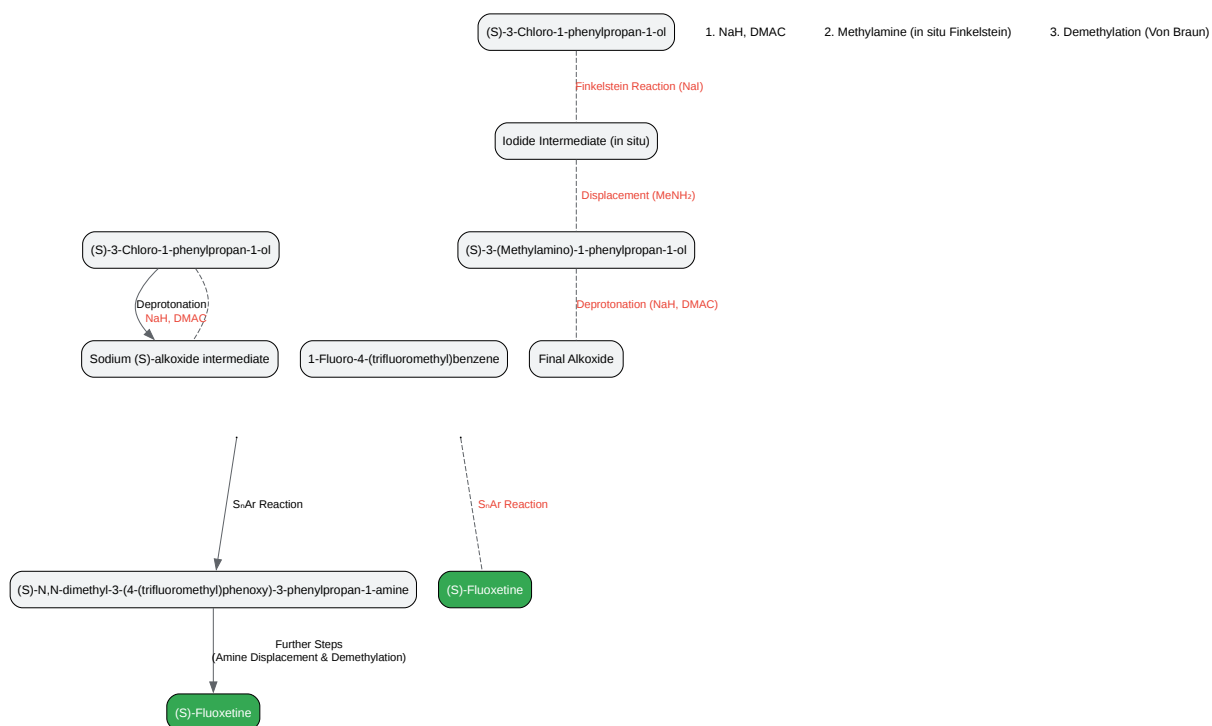 (S)-3-Chloro-1-phenylpropan-1-ol
1. NaH, DMAC
2. Methylamine (in situ Finkelstein)
3. Demethylation (Von Braun)
Finkelstein Reaction (NaI)
Iodide Intermediate (in situ)
Displacement (MeNH₂)
(S)-3-Chloro-1-phenylpropan-1-ol
(S)-3-(Methylamino)-1-phenylpropan-1-ol
Deprotonation
NaH, DMAC
Deprotonation (NaH, DMAC)
Sodium (S)-alkoxide intermediate
1-Fluoro-4-(trifluoromethyl)benzene
Final Alkoxide
SₙAr Reaction
SₙAr Reaction
(S)-N,N-dimethyl-3-(4-(trifluoromethyl)phenoxy)-3-phenylpropan-1-amine
(S)-Fluoxetine
Further Steps
(Amine Displacement & Demethylation)
(S)-Fluoxetine